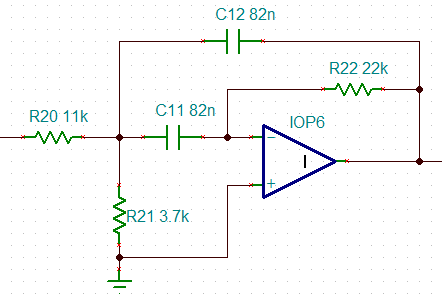 C12 82n
R22 22k
R20 11k
C11 82n
IOP6
−
I
+
R21 3.7k